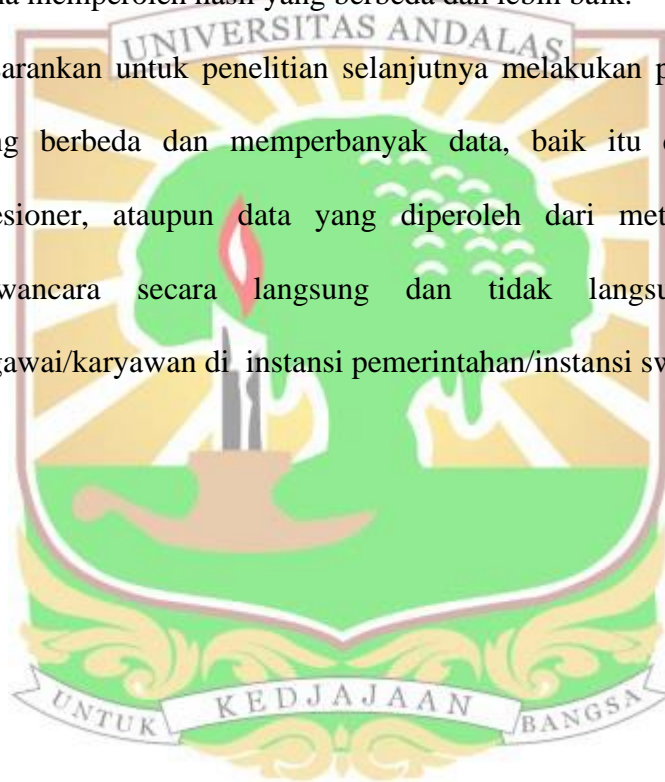 memperoleh hasil yang berbeda dan lebih baik.
UNIVERSITAS ANDALAS
arankan untuk penelitian selanjutnya melakukan p
g berbeda dan memperbanyak data, baik itu
esioner, ataupun data yang diperoleh dari met
wancara secara langsung dan tidak langsu
gawai/karyawan di instansi pemerintahan/instansi sw
UNTUK KEDJAJAAN BANGSA